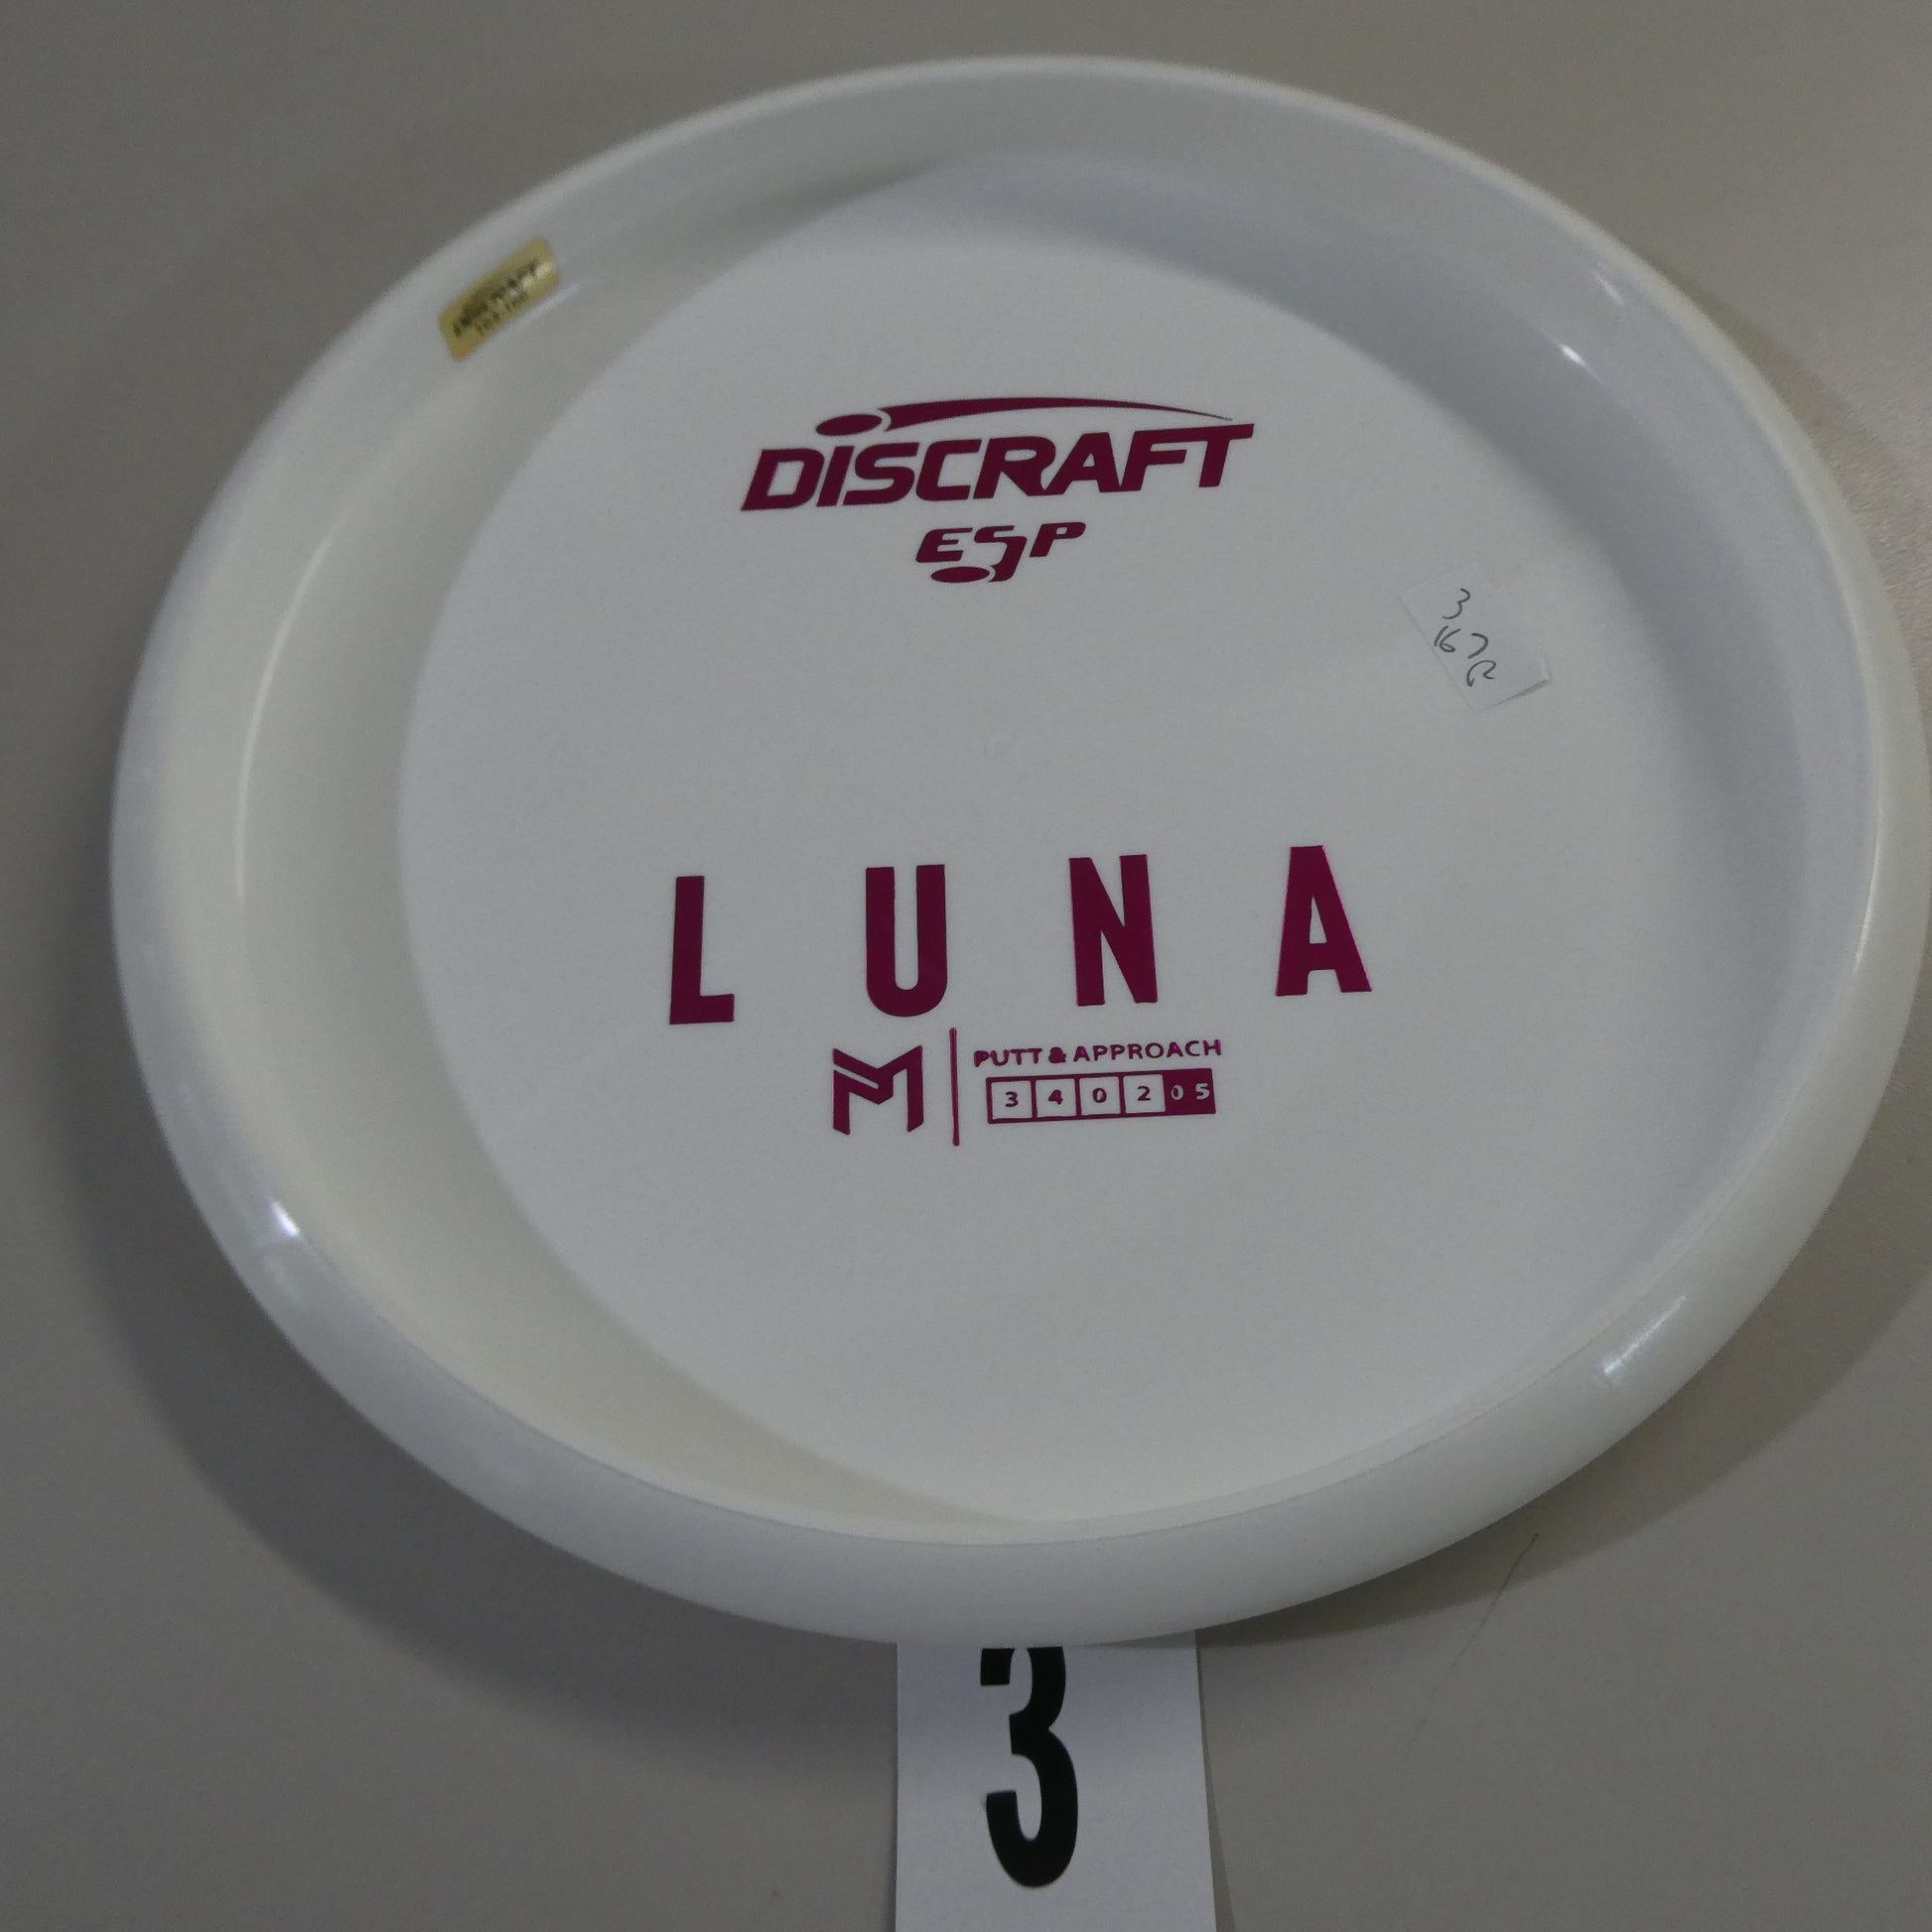 DISCRAFT
ESP
3
167
LUNA
PUTT & APPROACH
3 4 0 2 0 5
3